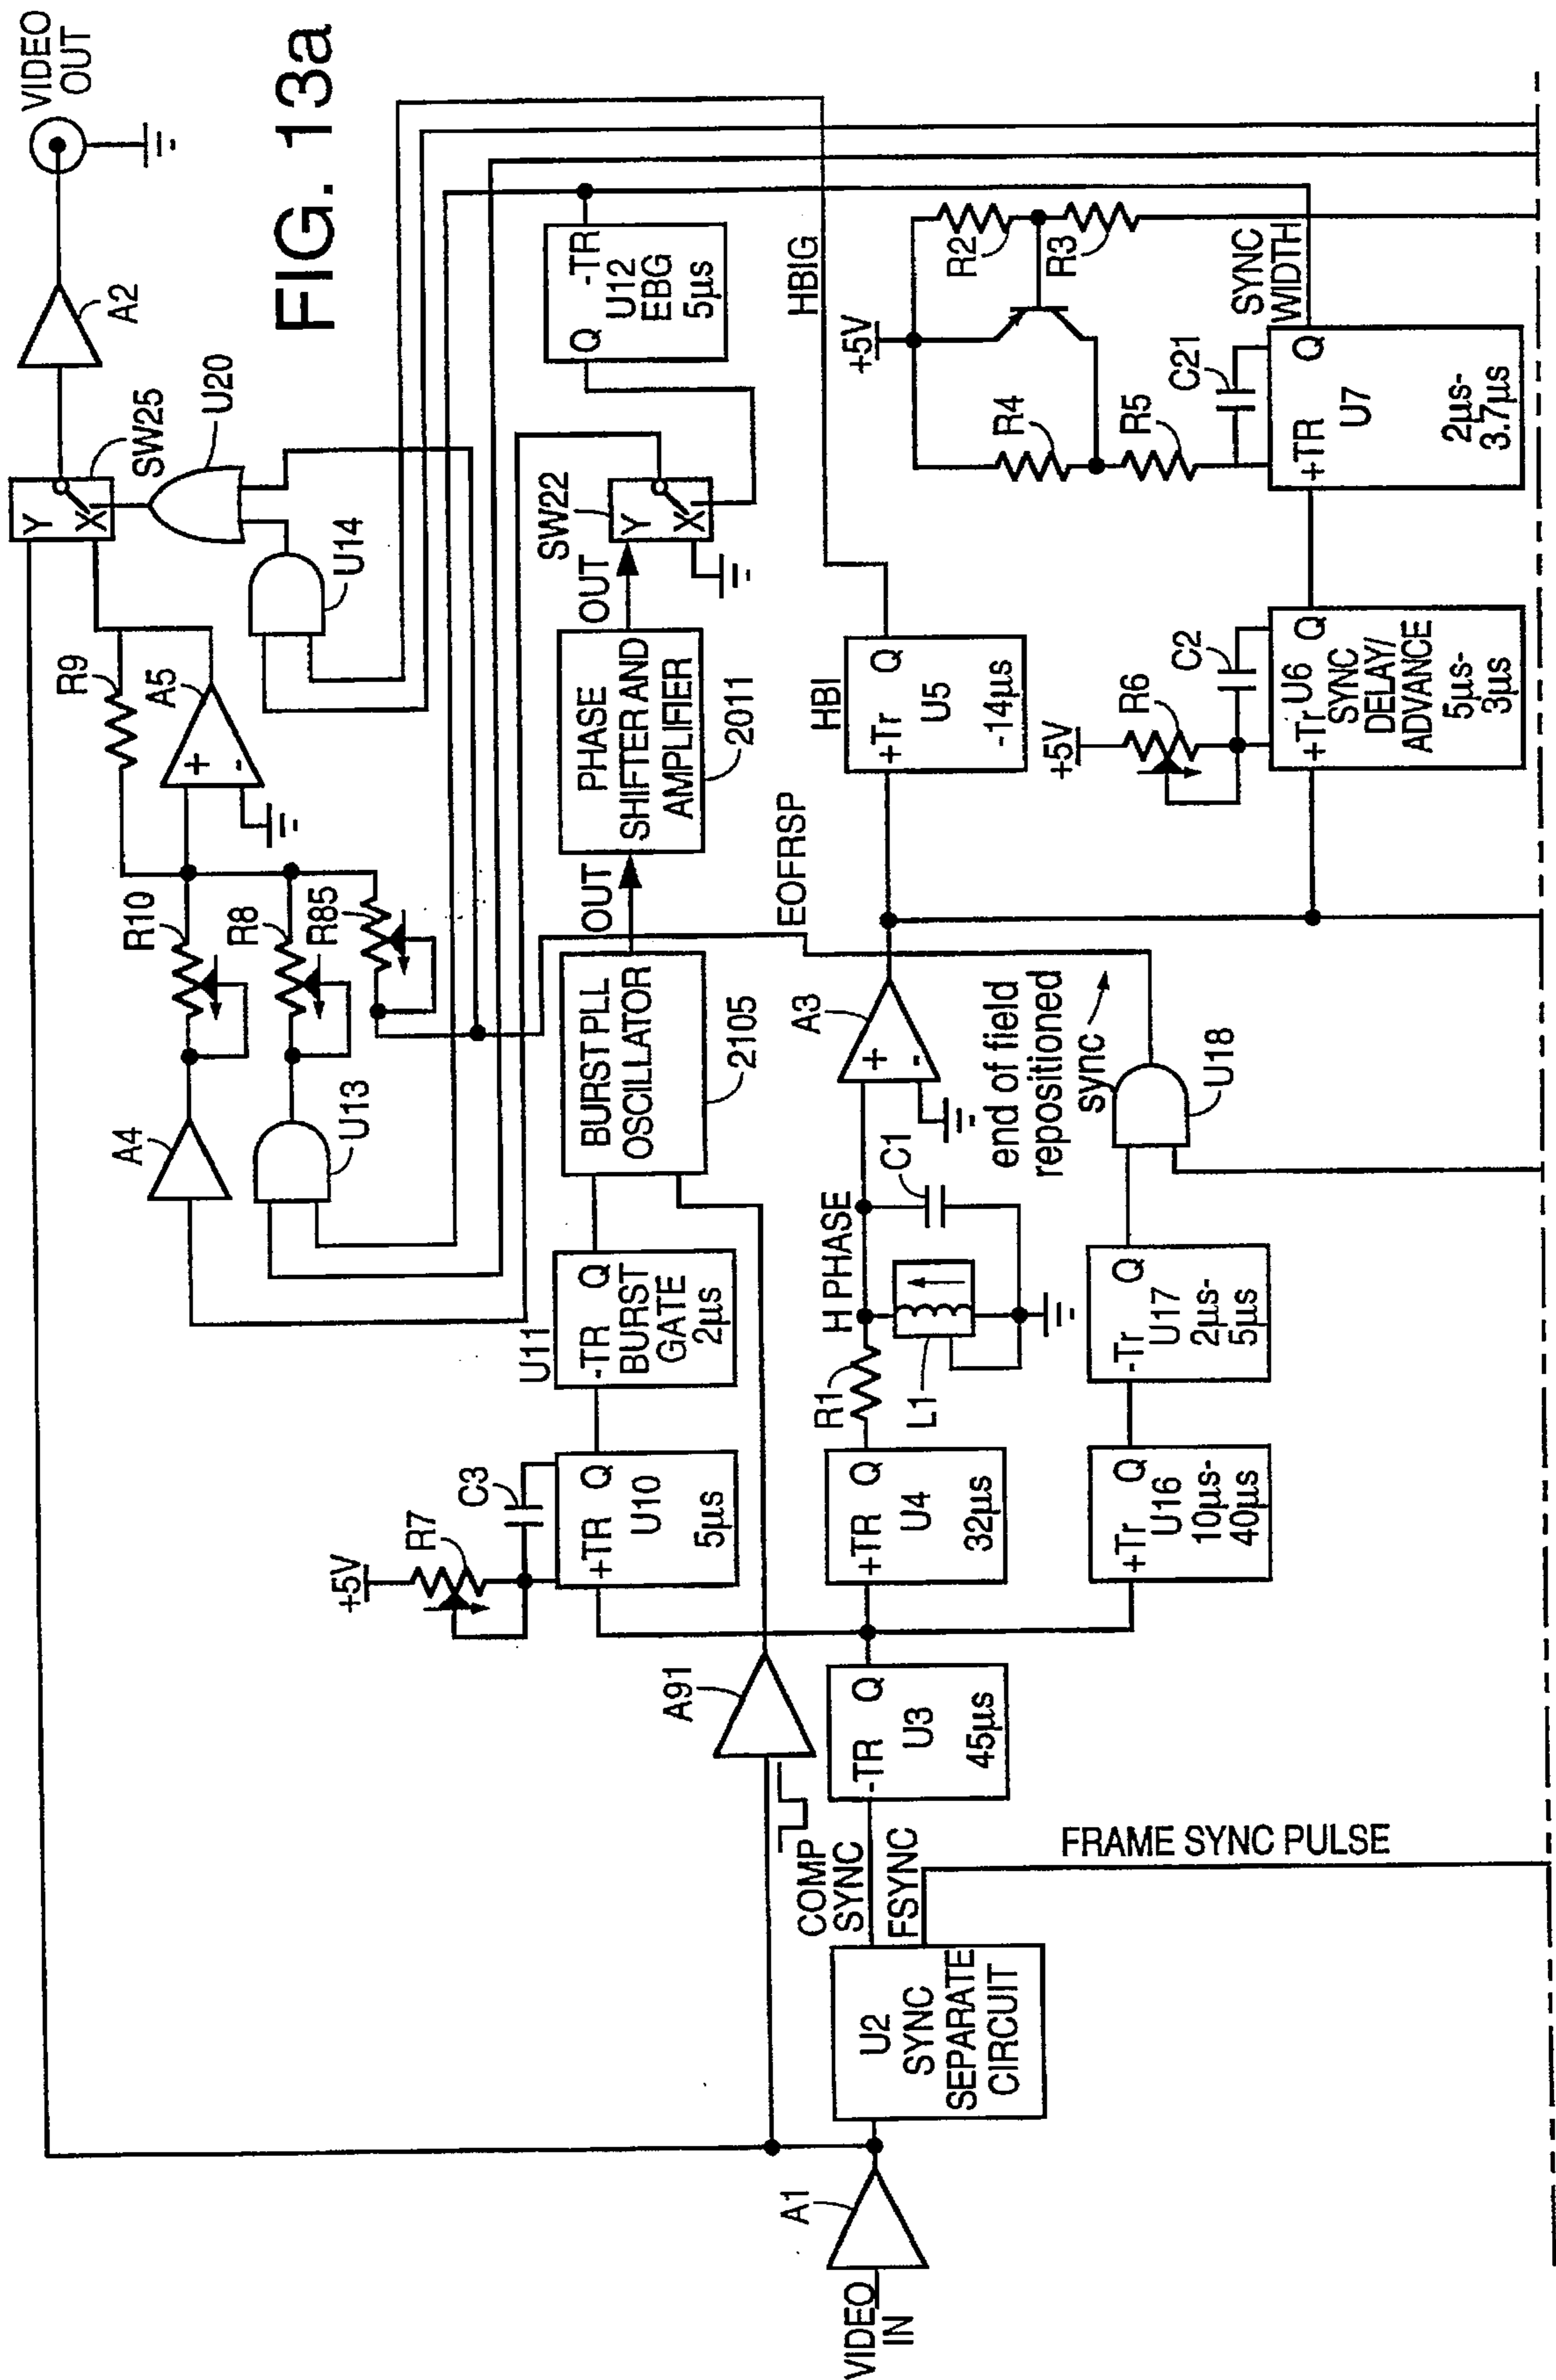 FIG. 13a
VIDEO
OUT
A2
SW25
Y
X
U20
U14
R9
A5
+
-
R10
R8
R85
A4
U13
-TR
Q
U12
EBG
5µs
SW22
Y
X
OUT
PHASE
SHIFTER AND
AMPLIFIER
2011
OUT
BURST PLL
OSCILLATOR
2105
U11
-TR Q
BURST
GATE
2µs
+5V
R7
C3
+TR Q
U10
5µs
A91
HBIG
HBI
+Tr Q
U5
-14µs
EOFRSP
A3
+
-
H PHASE
C1
R1
L1
+TR Q
U4
32µs
-TR Q
U3
45µs
COMP
SYNC
FSYNC
FRAME SYNC PULSE
U2
SYNC
SEPARATE
CIRCUIT
A1
VIDEO
IN
+Tr Q
U16
10µs-
40µs
-Tr Q
U17
2µs-
5µs
end of field
repositioned
sync
U18
+5V
R6
C2
+Tr U6 Q
SYNC
DELAY/
ADVANCE
5µs-
3µs
+5V
R2
R3
R4
R5
C21
SYNC
WIDTH
+TR Q
U7
2µs-
3.7µs